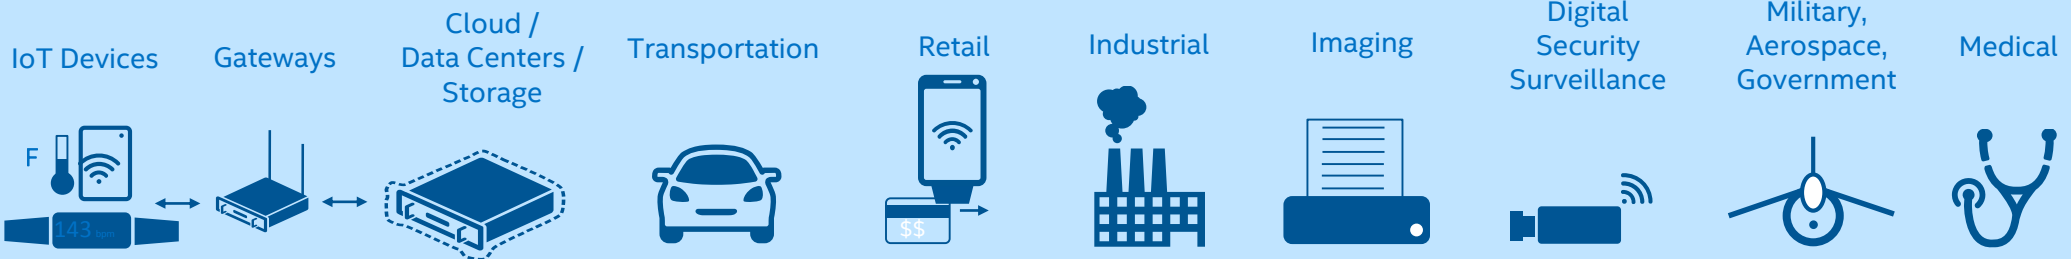 IoT Devices
Gateways
Cloud /
Data Centers /
Storage
Transportation
Retail
Industrial
Imaging
Digital
Security
Surveillance
Military,
Aerospace,
Government
Medical
F
143 bpm
$$